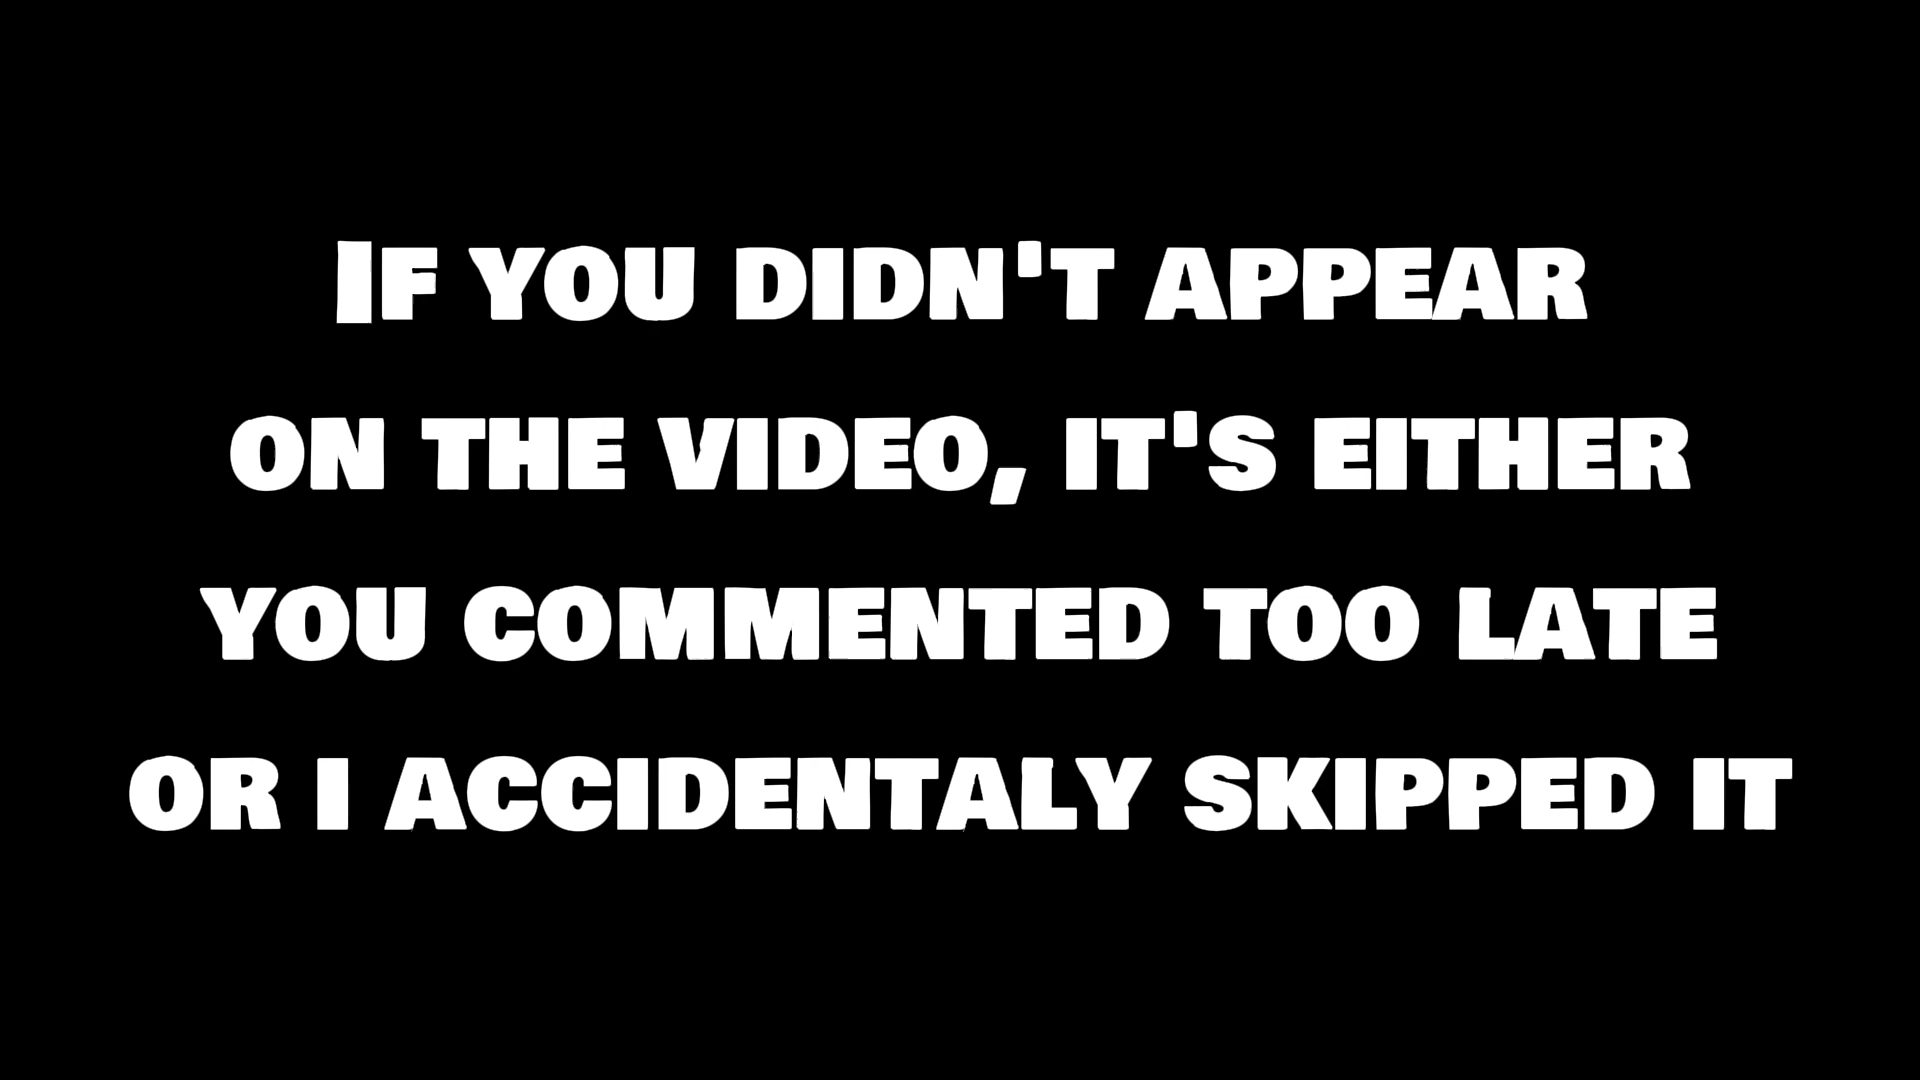 If you didn't appear
on the video, it's either
you commented too late
or i accidentaly skipped it